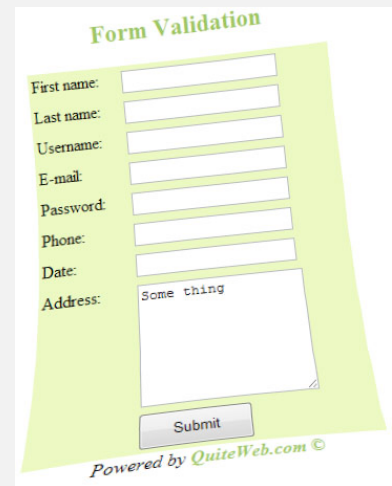 Form Validation
First name:
Last name:
Username:
E-mail:
Password:
Phone:
Date:
Address: Some thing
Submit
Powered by QuiteWeb.com ©